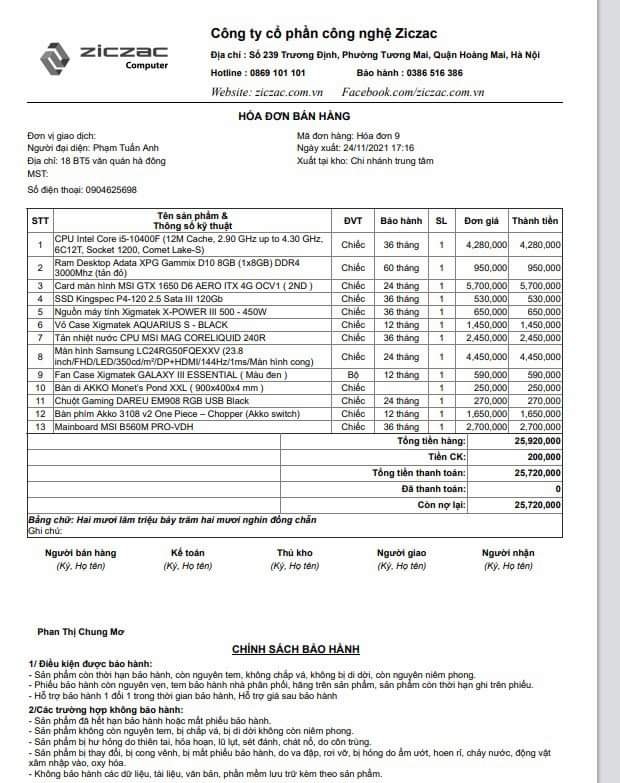 ziczac
Computer
Công ty cổ phần công nghệ Ziczac
Địa chỉ : Số 239 Trương Định, Phường Tương Mai, Quận Hoàng Mai, Hà Nội
Hotline : 0869 101 101 Bảo hành : 0386 516 386
Website: ziczac.com.vn Facebook.com/ziczac.com.vn
HÓA ĐƠN BÁN HÀNG
Đơn vị giao dịch: Mã đơn hàng: Hóa đơn 9
Người đại diện: Phạm Tuấn Anh Ngày xuất: 24/11/2021 17:16
Địa chỉ: 18 BT5 văn quán hà đông Xuất tại kho: Chi nhánh trung tâm
MST:
Số điện thoại: 0904625698
STT Tên sản phẩm & Thông số kỹ thuật ĐVT Bảo hành SL Đơn giá Thành tiền
1 CPU Intel Core i5-10400F (12M Cache, 2.90 GHz up to 4.30 GHz, 6C12T, Socket 1200, Comet Lake-S) Chiếc 36 tháng 1 4,280,000 4,280,000
2 Ram Desktop Adata XPG Gammix D10 8GB (1x8GB) DDR4 3000Mhz (tản đỏ) Chiếc 60 tháng 1 950,000 950,000
3 Card màn hình MSI GTX 1650 D6 AERO ITX 4G OCV1 ( 2ND ) Chiếc 24 tháng 1 5,700,000 5,700,000
4 SSD Kingspec P4-120 2.5 Sata III 120Gb Chiếc 36 tháng 1 530,000 530,000
5 Nguồn máy tính Xigmatek X-POWER III 500 - 450W Chiếc 36 tháng 1 650,000 650,000
6 Vỏ Case Xigmatek AQUARIUS S - BLACK Chiếc 12 tháng 1 1,450,000 1,450,000
7 Tản nhiệt nước CPU MSI MAG CORELIQUID 240R Chiếc 36 tháng 1 2,450,000 2,450,000
8 Màn hình Samsung LC24RG50FQEXXV (23.8 inch/FHD/LED/350cd/m²/DP+HDMI/144Hz/1ms/Màn hình cong) Chiếc 24 tháng 1 4,450,000 4,450,000
9 Fan Case Xigmatek GALAXY III ESSENTIAL ( Màu đen ) Bộ 12 tháng 1 590,000 590,000
10 Bàn di AKKO Monet's Pond XXL ( 900x400x4 mm ) Chiếc 1 250,000 250,000
11 Chuột Gaming DAREU EM908 RGB USB Black Chiếc 24 tháng 1 270,000 270,000
12 Bàn phím Akko 3108 v2 One Piece – Chopper (Akko switch) Chiếc 12 tháng 1 1,650,000 1,650,000
13 Mainboard MSI B560M PRO-VDH Chiếc 36 tháng 1 2,700,000 2,700,000
Tổng tiền hàng: 25,920,000
Tiền CK: 200,000
Tổng tiền thanh toán: 25,720,000
Đã thanh toán: 0
Còn nợ lại: 25,720,000
Bằng chữ: Hai mươi lăm triệu bảy trăm hai mươi nghìn đồng chẵn
Ghi chú:
Người bán hàng Kế toán Thủ kho Người giao Người nhận
(Ký, Họ tên) (Ký, Họ tên) (Ký, Họ tên) (Ký, Họ tên) (Ký, Họ tên)
Phan Thị Chung Mơ
CHÍNH SÁCH BẢO HÀNH
1/ Điều kiện được bảo hành:
- Sản phẩm còn thời hạn bảo hành, còn nguyên tem, không chắp vá, không bị di dời, còn nguyên niêm phong.
- Phiếu bảo hành còn nguyên vẹn, tem bảo hành nhà phân phối, hãng trên sản phẩm, sản phẩm còn thời hạn ghi trên phiếu.
- Hỗ trợ bảo hành 1 đổi 1 trong thời gian bảo hành, Hỗ trợ giá sau bảo hành
2/Các trường hợp không bảo hành:
- Sản phẩm đã hết hạn bảo hành hoặc mất phiếu bảo hành.
- Sản phẩm không còn nguyên tem, bị chắp vá, bị di dời không còn niêm phong.
- Sản phẩm bị hư hỏng do thiên tai, hỏa hoạn, lũ lụt, sét đánh, chát nổ, do côn trùng.
- Sản phẩm bị thay đổi, bị cong vênh, bị mất phiếu bảo hành, do va đập, rơi vỡ, bị hỏng do ẩm ướt, hoen rỉ, chảy nước, động vật
xâm nhập vào, oxy hóa.
- Không bảo hành các dữ liệu, tài liệu, văn bản, phần mềm lưu trữ kèm theo sản phẩm.